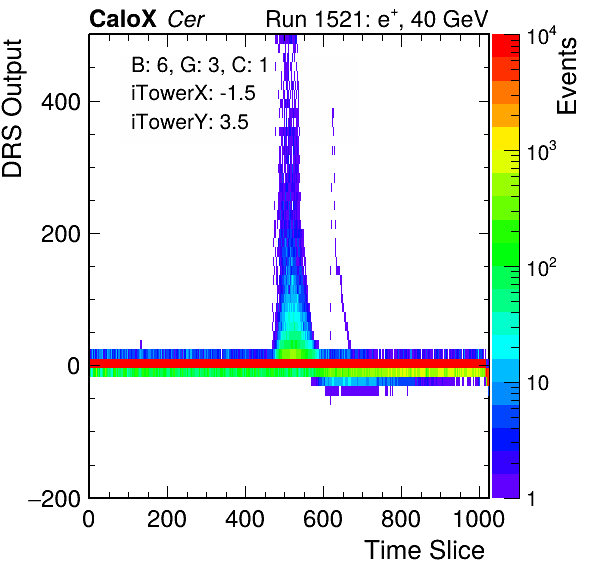 CaloX Cer
Run 1521: e+, 40 GeV
B: 6, G: 3, C: 1
iTowerX: -1.5
iTowerY: 3.5
DRS Output
400
200
0
−200
0 200 400 600 800 1000
Time Slice
Events
10^4
10^3
10^2
10
1